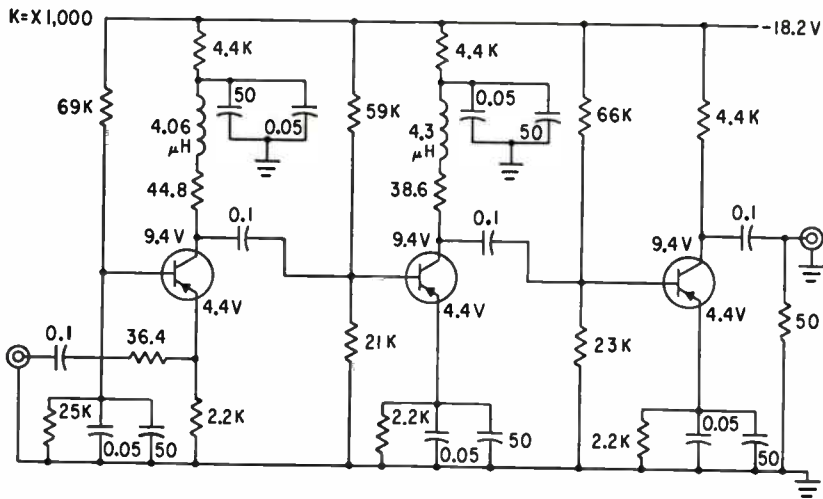 K=X1,000
-18.2 V
4.4K
4.4K
69K
50
0.05
59K
0.05
50
66K
4.4K
4.06
μH
4.3
μH
44.8
38.6
0.1
0.1
0.1
9.4V
9.4V
9.4V
4.4V
4.4V
4.4V
50
0.1
36.4
21K
23K
25K
2.2K
2.2K
2.2K
0.05
50
0.05
50
0.05
50